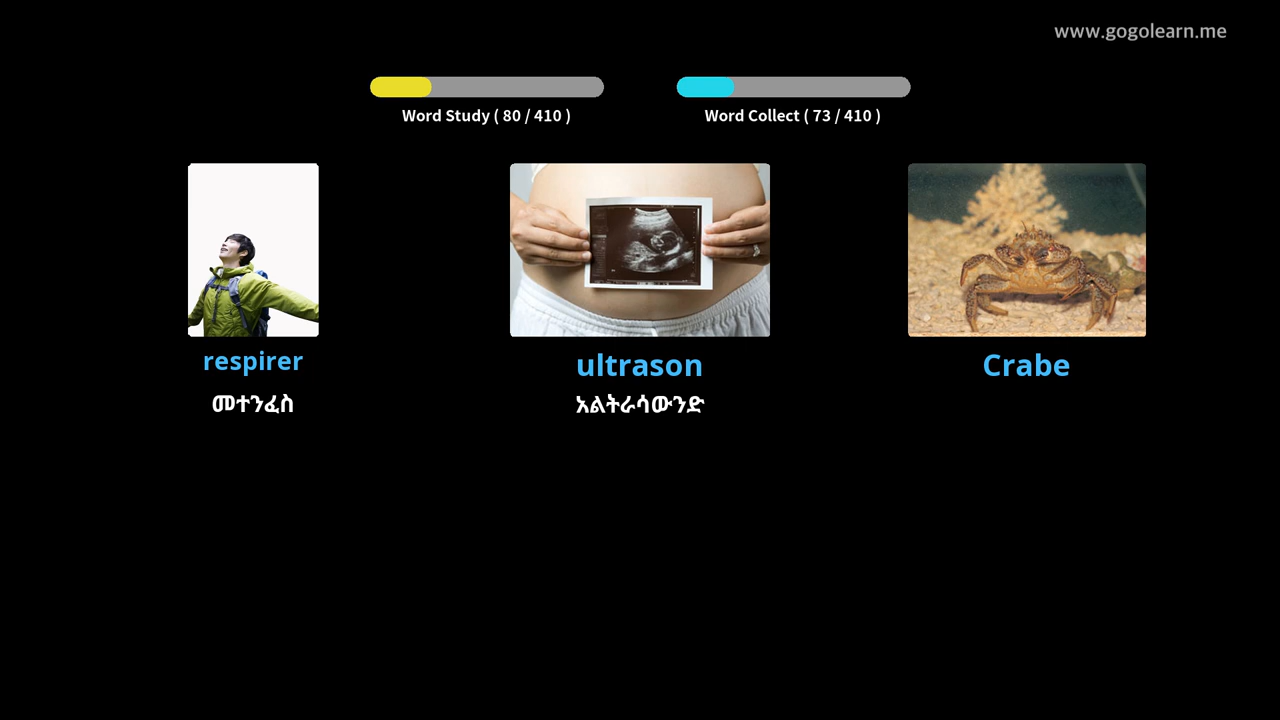 www.gogolearn.me
Word Study ( 80 / 410 )
Word Collect ( 73 / 410 )
respirer
ultrason
Crabe
መተንፈስ
አልትራሳውንድ